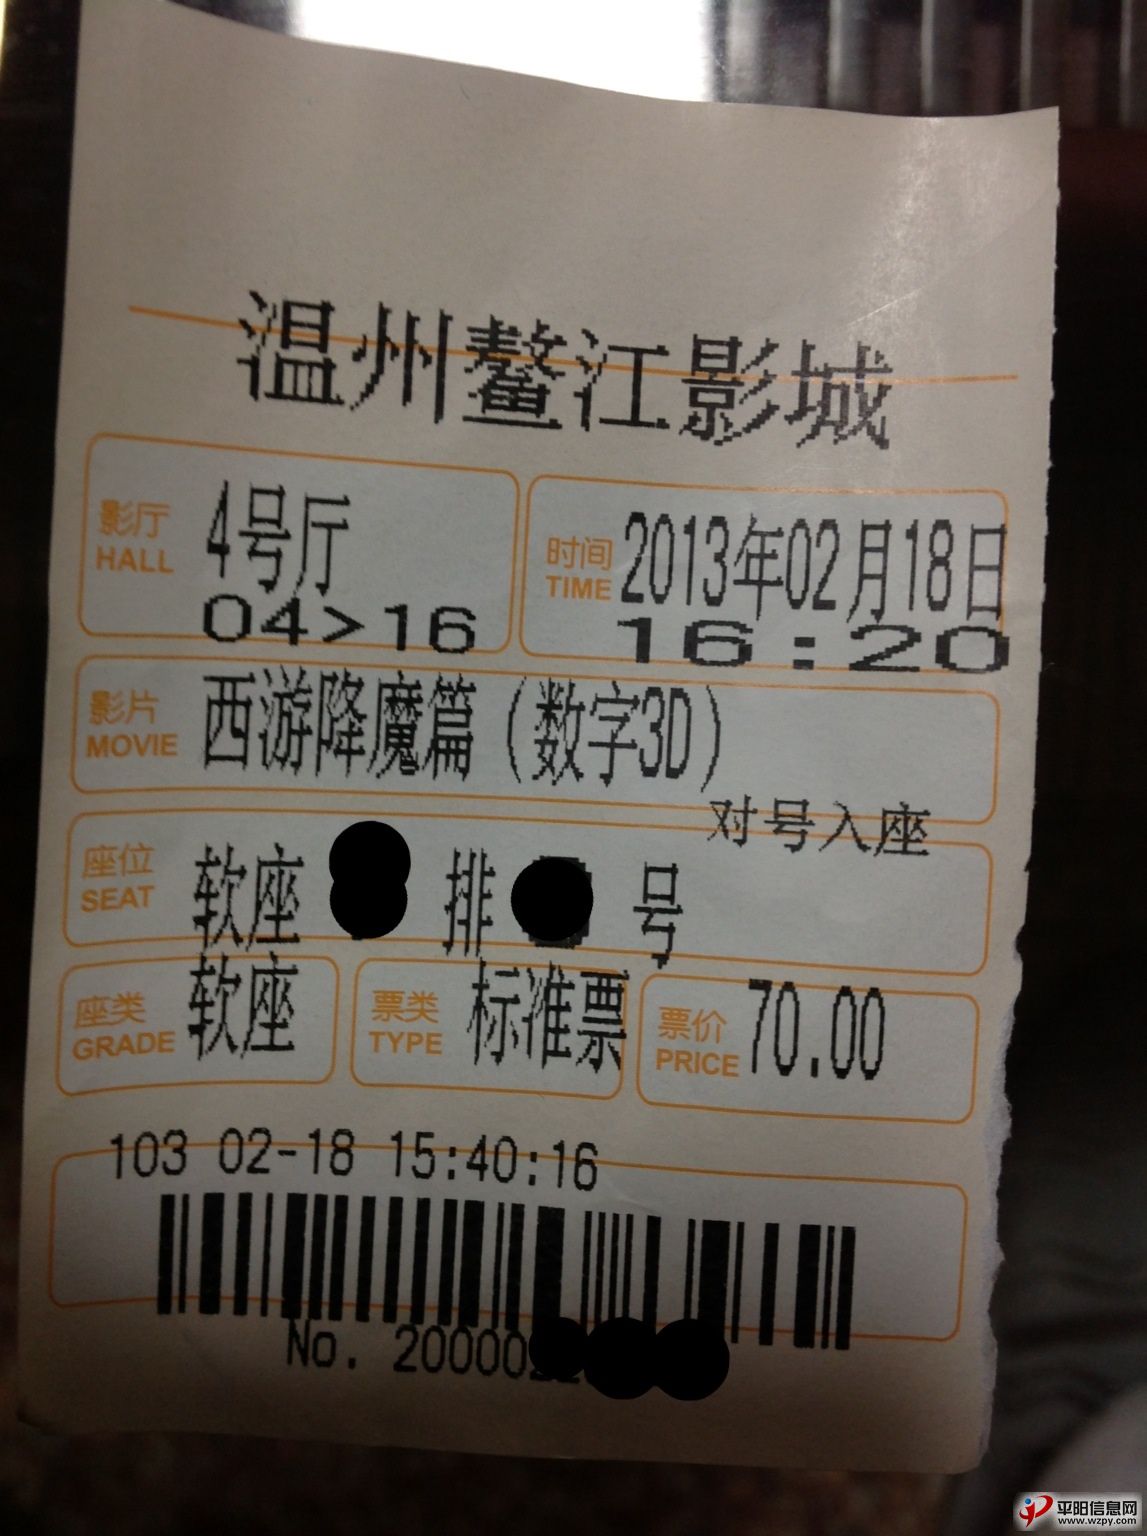 温州鳌江影城
影厅 HALL 4号厅
04>16
时间 TIME 2013年02月18日
16:20
影片 MOVIE 西游降魔篇(数字3D)
对号入座
座位 SEAT 软座 排 号
座类 GRADE 软座
票类 TYPE 标准票
票价 PRICE 70.00
103 02-18 15:40:16
No. 200002
平阳信息网
www.wzpy.com